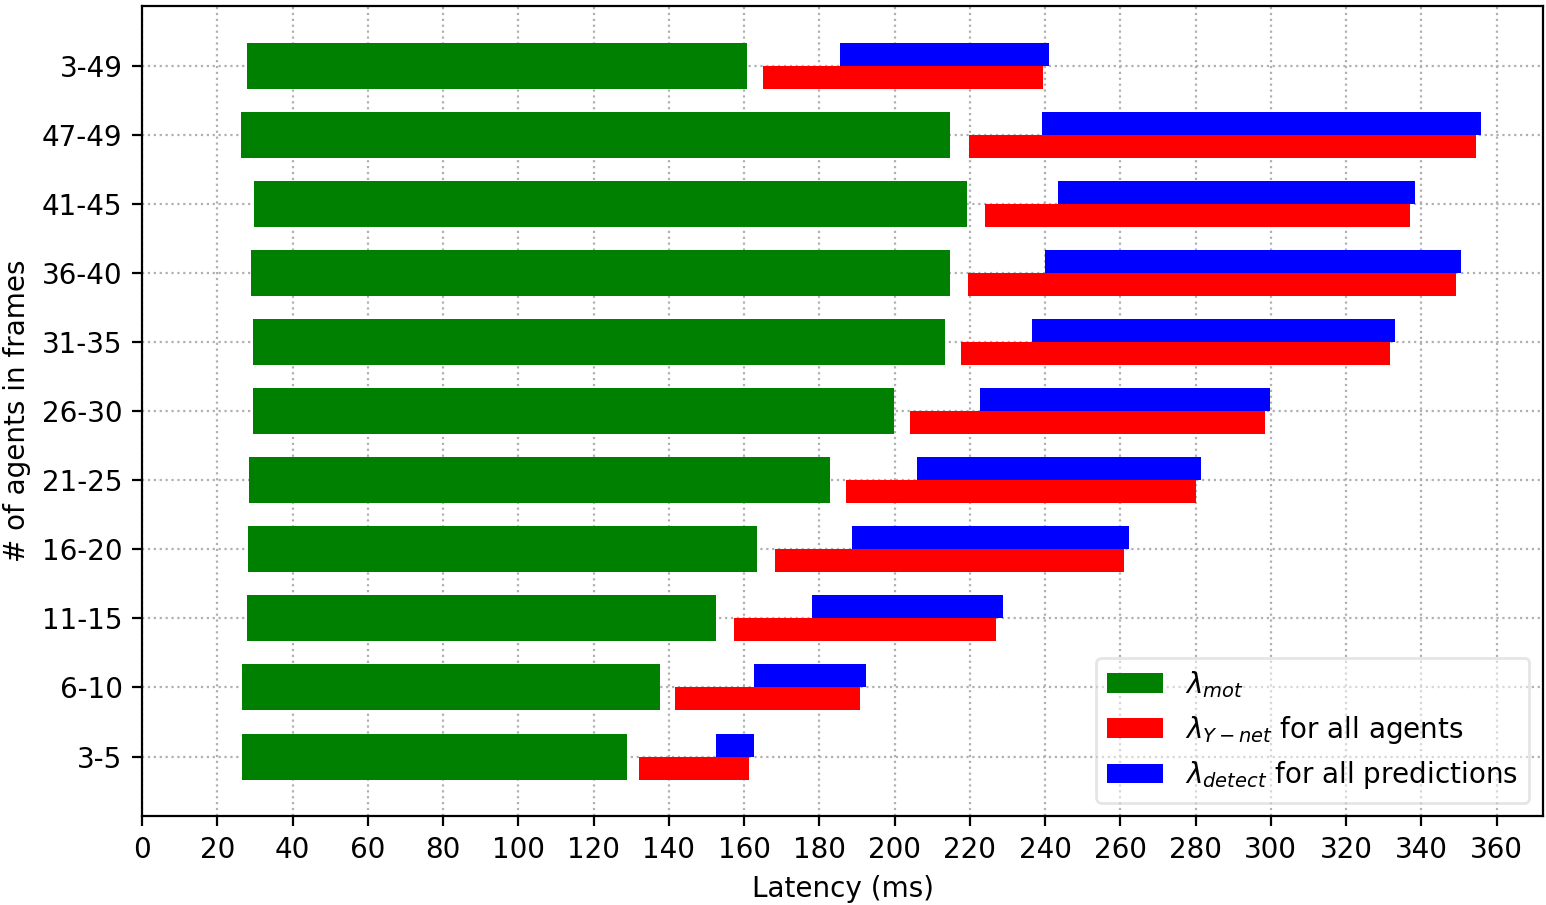 # of agents in frames
3-49
47-49
41-45
36-40
31-35
26-30
21-25
16-20
11-15
6-10
3-5
λmot
λY−net for all agents
λdetect for all predictions
0 20 40 60 80 100 120 140 160 180 200 220 240 260 280 300 320 340 360
Latency (ms)